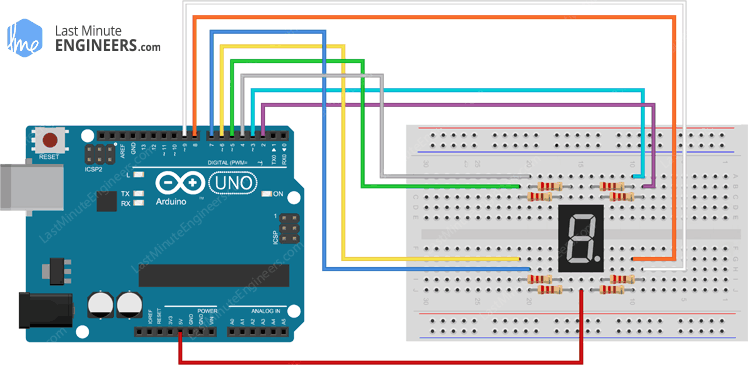 Last Minute
ENGINEERS.com
RESET
ICSP2
AREF
GND
13
12
~11
~10
~9
8
7
~6
~5
4
~3
2
TX0
RX0
DIGITAL (PWM=
L
TX
RX
UNO
ON
Arduino
TM
1
ICSP
POWER
ANALOG IN
IOREF
RESET
3V3
5V
GND
GND
VIN
A0
A1
A2
A3
A4
A5